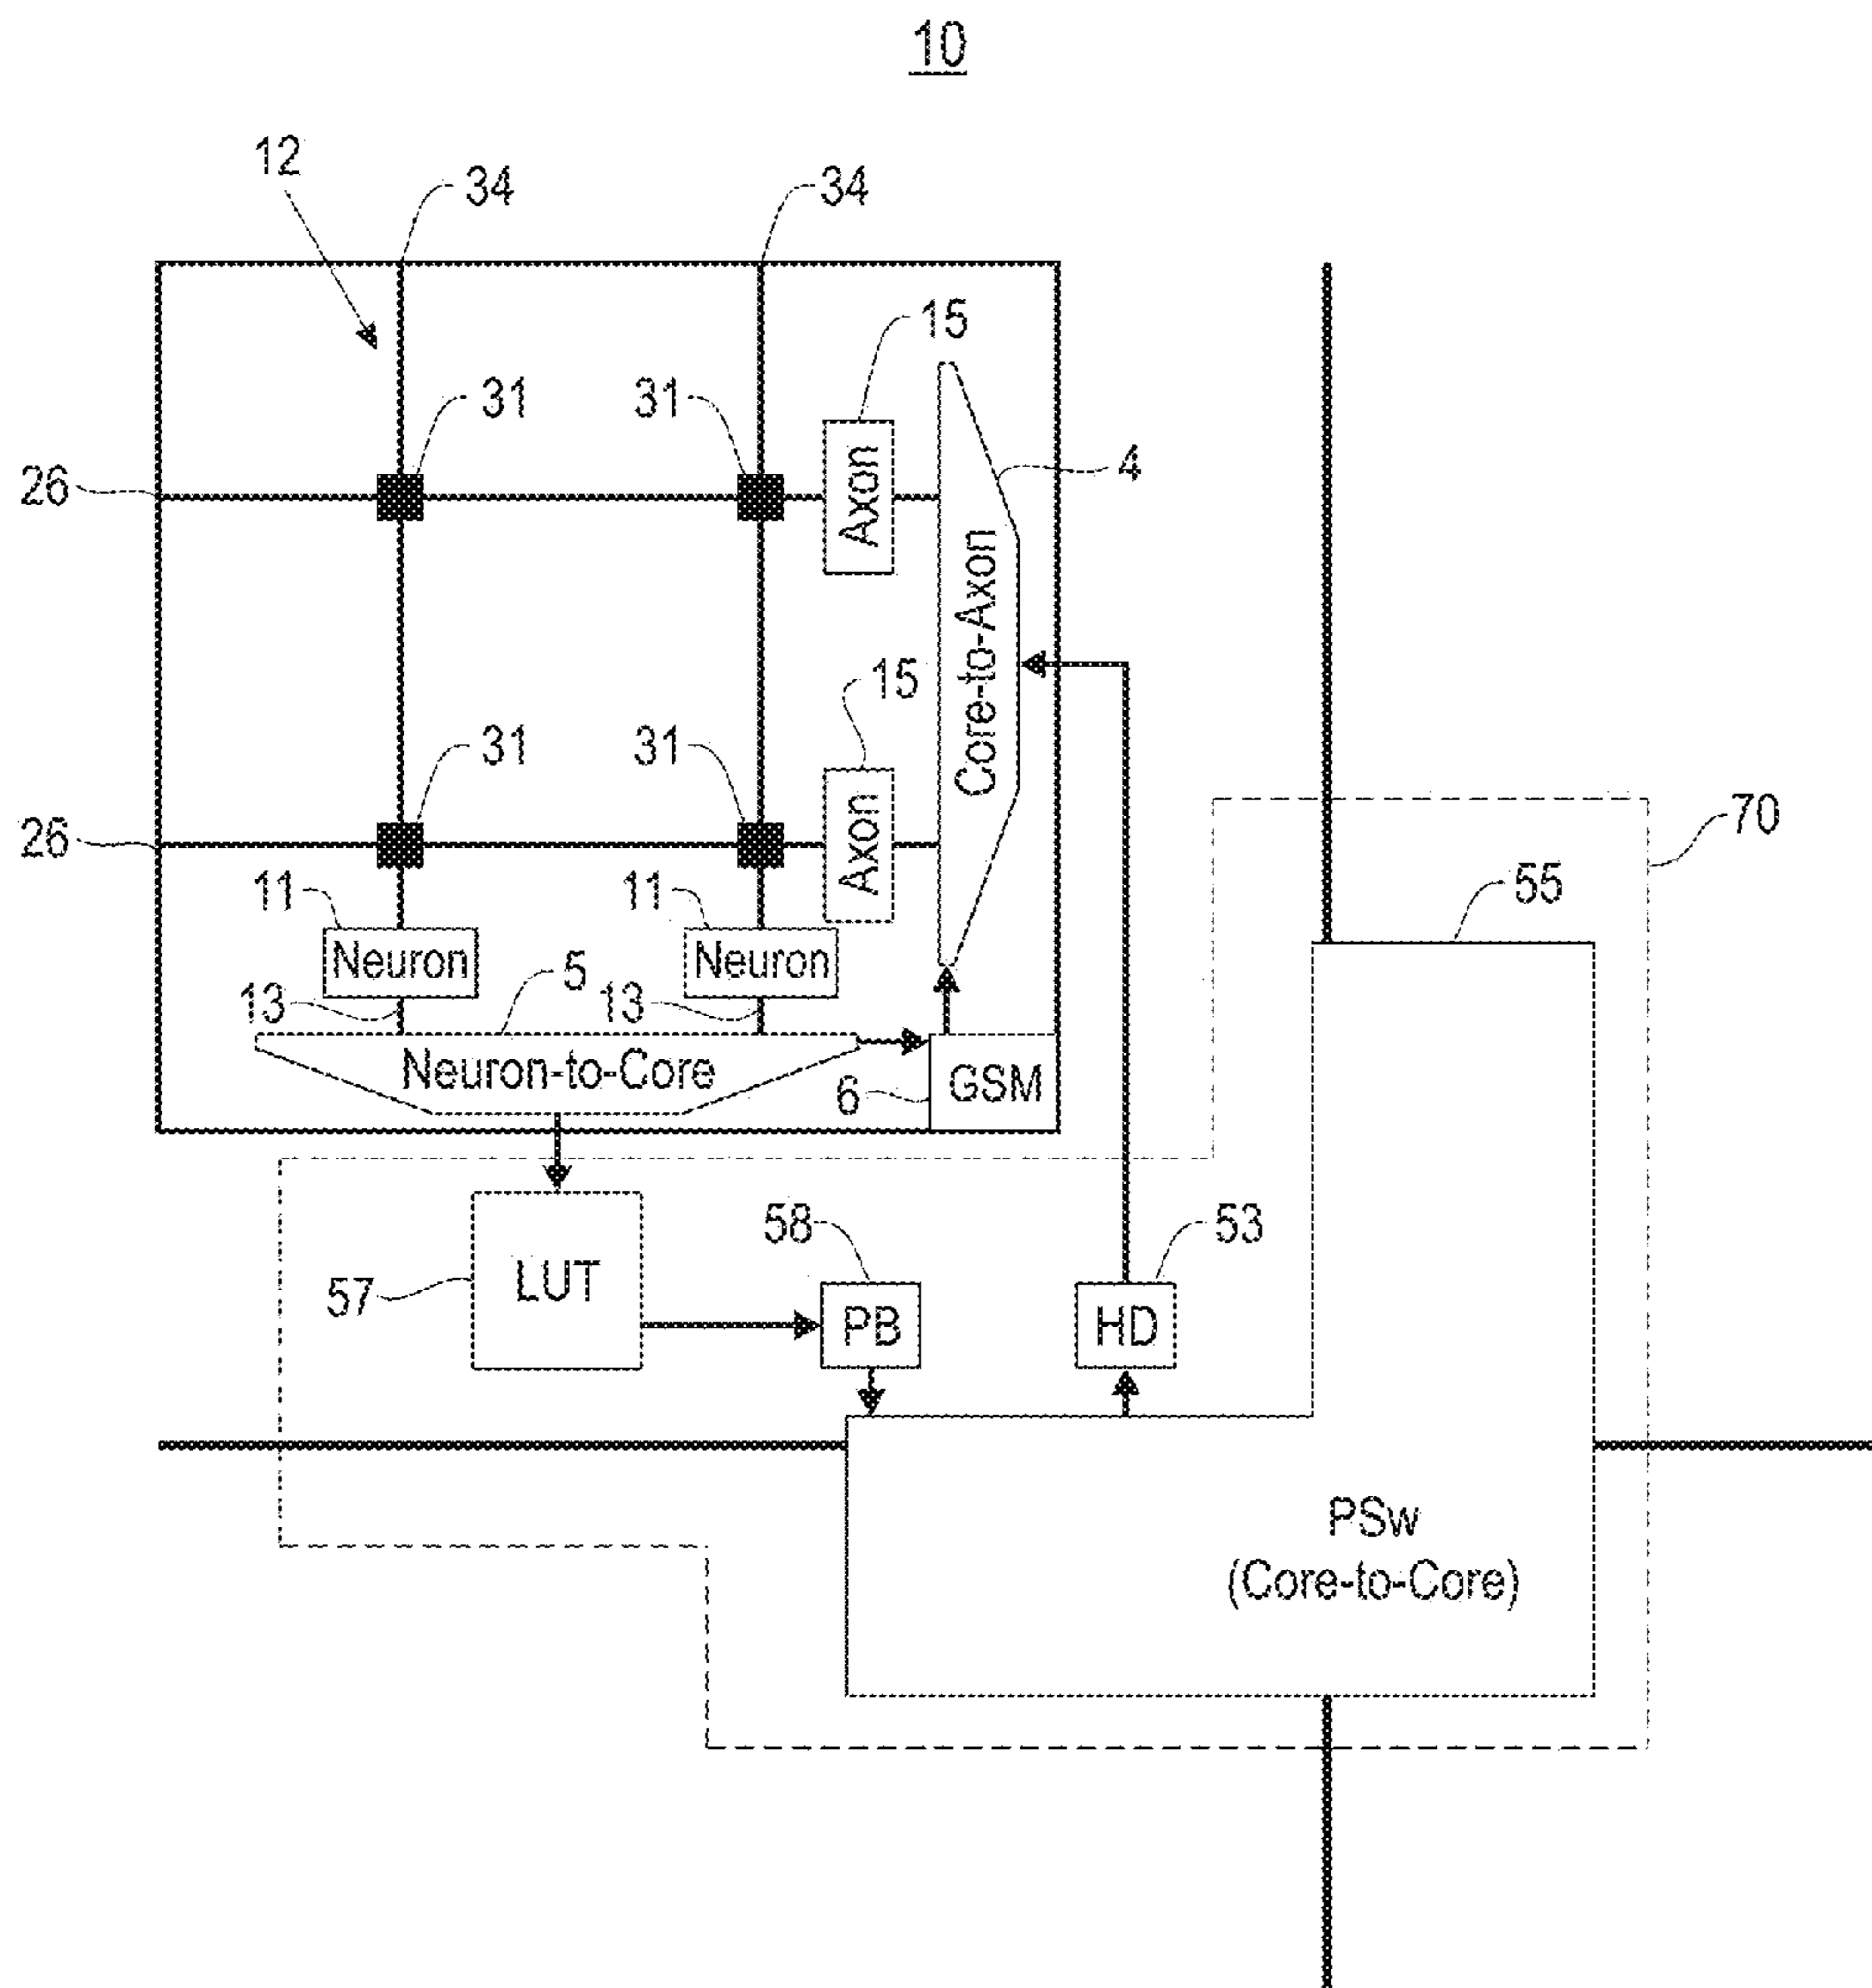 10
12
34
34
15
31
31
4
26
Axon
Core-to-Axon
15
31
31
70
26
Axon
55
11
11
Neuron
Neuron
5
13
13
Neuron-to-Core
6
GSM
58
53
57
LUT
PB
HD
PSw
(Core-to-Core)